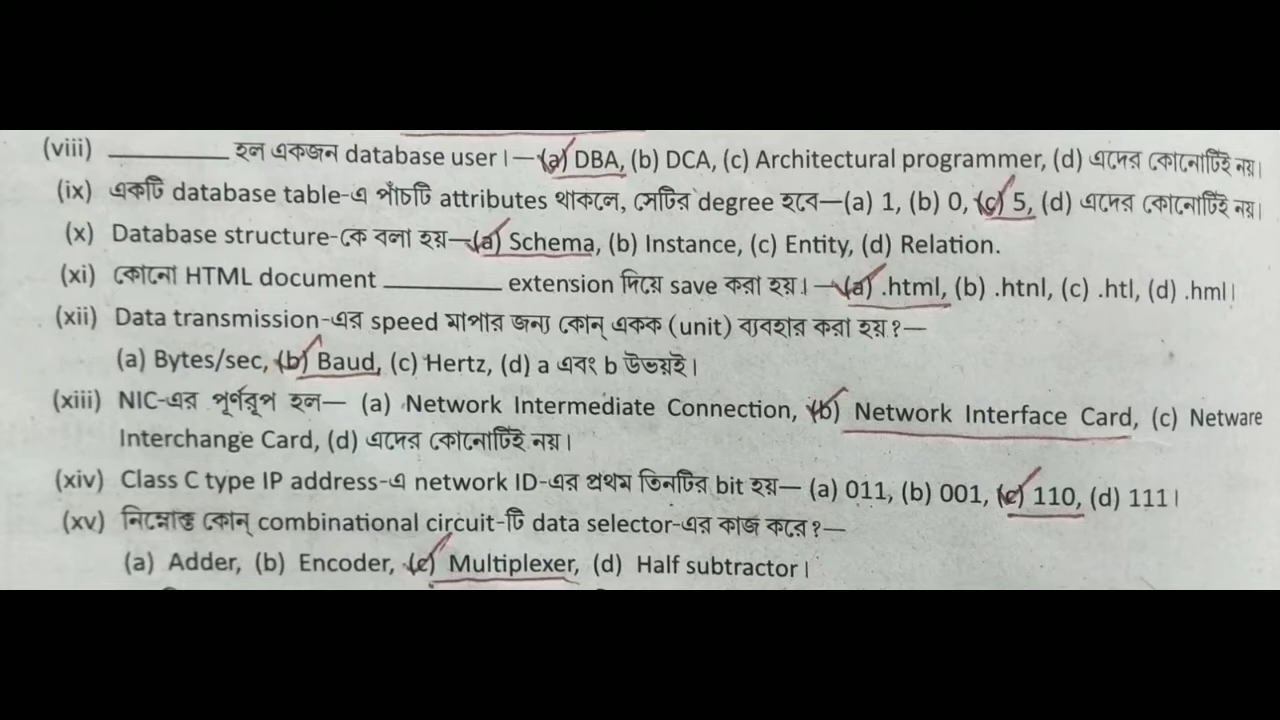 (viii) ________ হল একজন database user।—(a) DBA, (b) DCA, (c) Architectural programmer, (d) এদের কোনোটিই নয়।
(ix) একটি database table-এ পাঁচটি attributes থাকলে, সেটির degree হবে—(a) 1, (b) 0, (c) 5, (d) এদের কোনোটিই নয়।
(x) Database structure-কে বলা হয়—(a) Schema, (b) Instance, (c) Entity, (d) Relation.
(xi) কোনো HTML document ________ extension দিয়ে save করা হয়।—(a) .html, (b) .htnl, (c) .htl, (d) .hml।
(xii) Data transmission-এর speed মাপার জন্য কোন্ একক (unit) ব্যবহার করা হয়?—
(a) Bytes/sec, (b) Baud, (c) Hertz, (d) a এবং b উভয়ই।
(xiii) NIC-এর পূর্ণরূপ হল— (a) Network Intermediate Connection, (b) Network Interface Card, (c) Netware
Interchange Card, (d) এদের কোনোটিই নয়।
(xiv) Class C type IP address-এ network ID-এর প্রথম তিনটির bit হয়— (a) 011, (b) 001, (c) 110, (d) 111।
(xv) নিম্নোক্ত কোন্ combinational circuit-টি data selector-এর কাজ করে?—
(a) Adder, (b) Encoder, (c) Multiplexer, (d) Half subtractor।